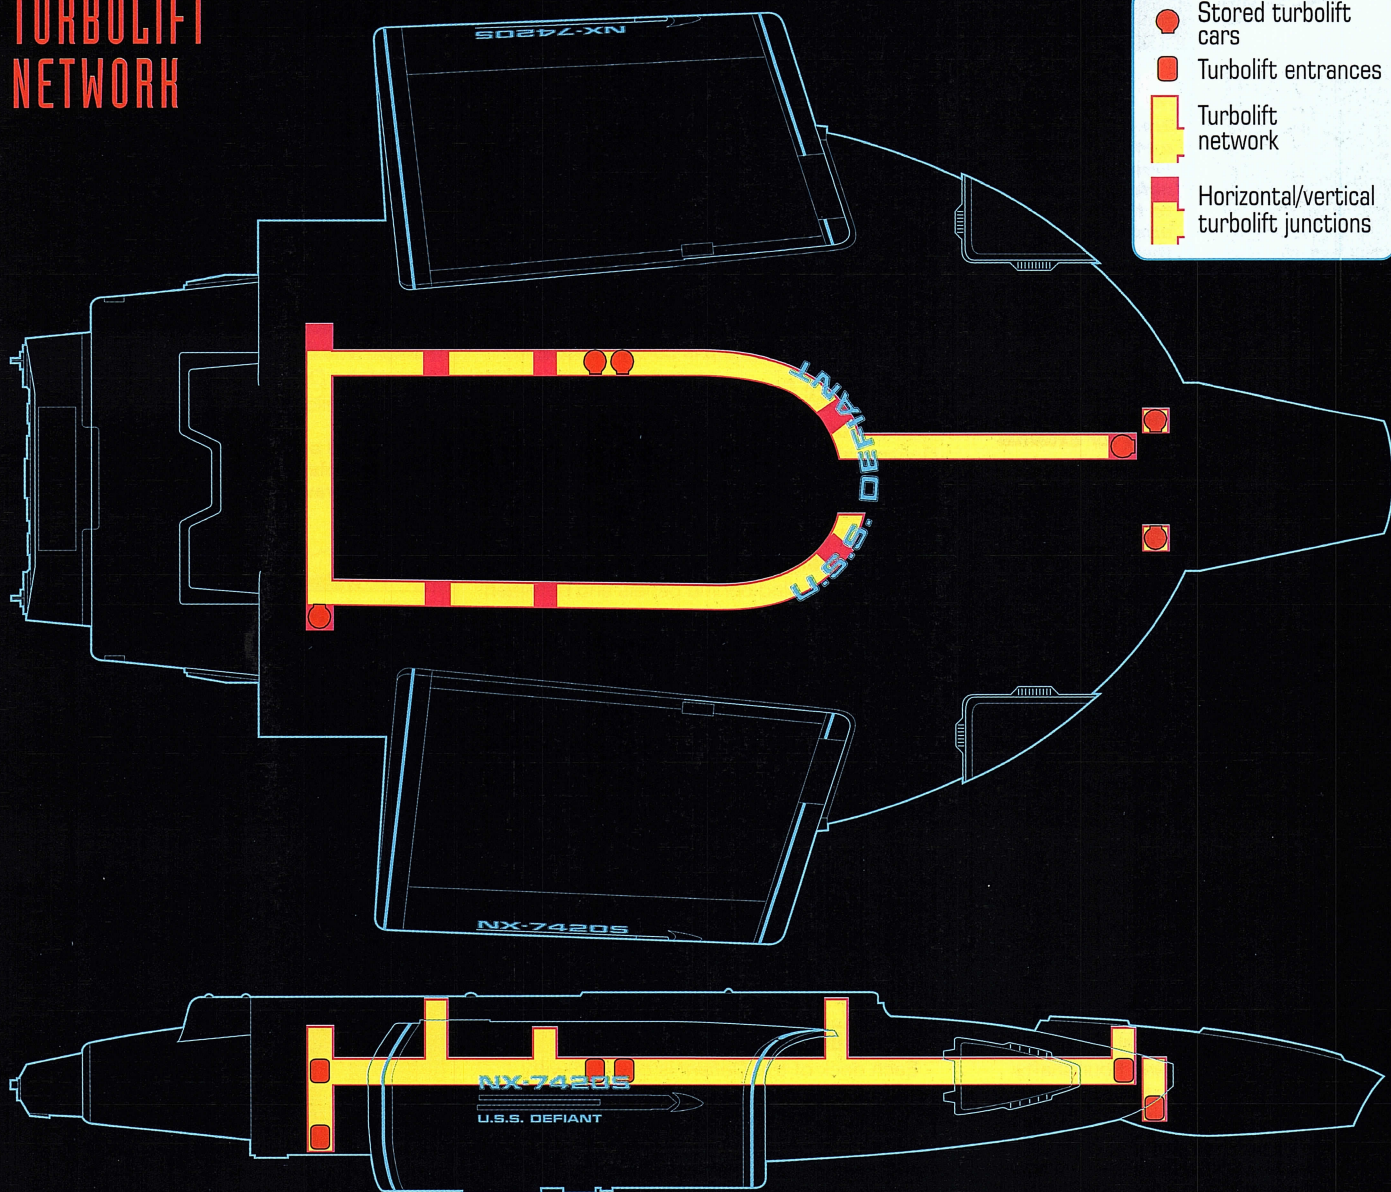 TURBOLIFT
NETWORK
Stored turbolift
cars
Turbolift entrances
Turbolift
network
Horizontal/vertical
turbolift junctions
NX-74205
U.S.S. DEFIANT
NX-74205
NX-74205
U.S.S. DEFIANT